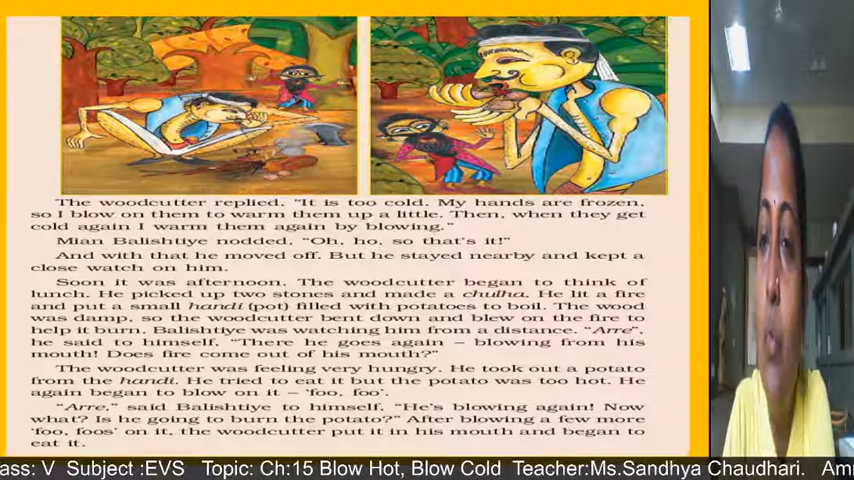 The woodcutter replied, "It is too cold. My hands are frozen,
so I blow on them to warm them up a little. Then, when they get
cold again I warm them again by blowing."
Mian Balishtiye nodded, "Oh, ho, so that's it!"
And with that he moved off. But he stayed nearby and kept a
close watch on him.
Soon it was afternoon. The woodcutter began to think of
lunch. He picked up two stones and made a chulha. He lit a fire
and put a small handi (pot) filled with potatoes to boil. The wood
was damp, so the woodcutter bent down and blew on the fire to
help it burn. Balishtiye was watching him from a distance. "Arre",
he said to himself, "There he goes again – blowing from his
mouth! Does fire come out of his mouth?"
The woodcutter was feeling very hungry. He took out a potato
from the handi. He tried to eat it but the potato was too hot. He
again began to blow on it – 'foo, foo'.
"Arre," said Balishtiye to himself, "He's blowing again! Now
what? Is he going to burn the potato?" After blowing a few more
'foo, foos' on it, the woodcutter put it in his mouth and began to
eat it.
ass: V Subject :EVS Topic: Ch:15 Blow Hot, Blow Cold Teacher:Ms.Sandhya Chaudhari. Am